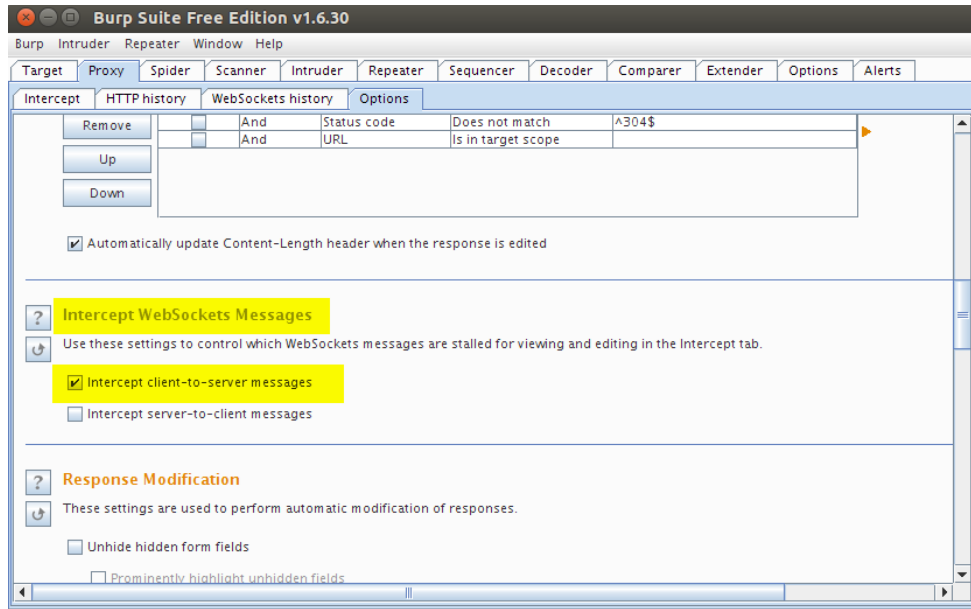 Burp Suite Free Edition v1.6.30
Burp Intruder Repeater Window Help
Target Proxy Spider Scanner Intruder Repeater Sequencer Decoder Comparer Extender Options Alerts
Intercept HTTP history WebSockets history Options
Remove And Status code Does not match ^304$
And URL Is in target scope
Up
Down
Automatically update Content-Length header when the response is edited
? Intercept WebSockets Messages
Use these settings to control which WebSockets messages are stalled for viewing and editing in the Intercept tab.
Intercept client-to-server messages
Intercept server-to-client messages
? Response Modification
These settings are used to perform automatic modification of responses.
Unhide hidden form fields
Prominently highlight unhidden fields